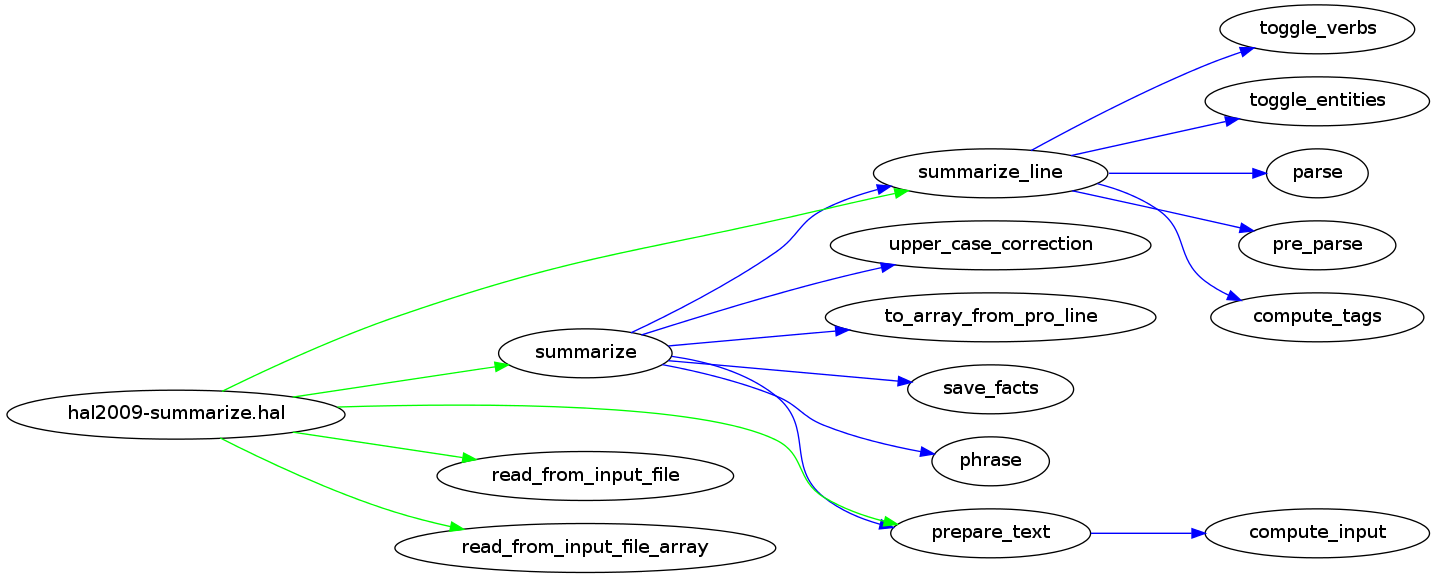 toggle_verbs
toggle_entities
summarize_line
parse
upper_case_correction
pre_parse
to_array_from_pro_line
compute_tags
summarize
save_facts
hal2009-summarize.hal
phrase
read_from_input_file
prepare_text
compute_input
read_from_input_file_array